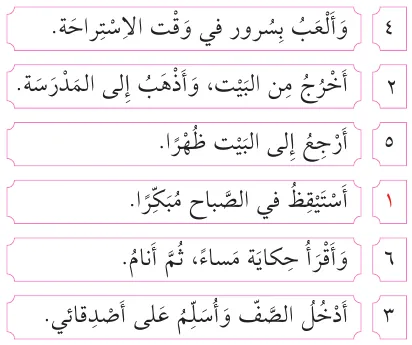 ٤ وَأَلْعَبُ بِسُرور في وَقْت الاِسْتِراحَة.
٢ أَخْرُجُ مِن البَيْت، وَأَذْهَبُ إِلى المَدْرَسَة.
٥ أَرْجِعُ إِلى البَيْت ظُهْرًا.
١ أَسْتَيْقِظُ في الصَّباح مُبَكِّرًا.
٦ وَأَقْرَأُ حِكايَة مَساءً، ثُمَّ أَنامُ.
٣ أَدْخُلُ الصَّفّ وَأُسَلِّمُ عَلى أَصْدِقائي.